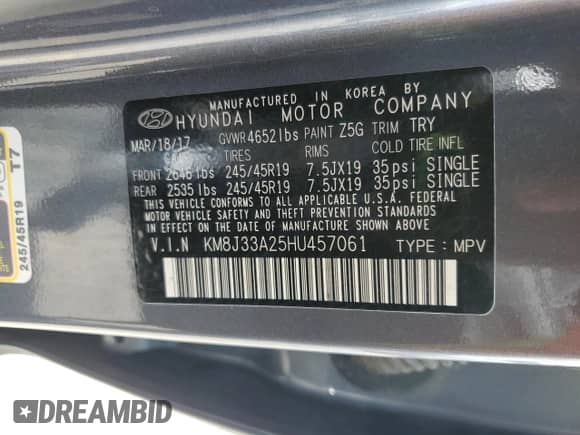 MANUFACTURED IN KOREA BY
HYUNDAI MOTOR COMPANY
MAR/18/17 GVWR4652lbs PAINT Z5G TRIM TRY
TIRES RIMS COLD TIRE INFL
FRONT 2646lbs 245/45R19 7.5JX19 35psi SINGLE
REAR 2535lbs 245/45R19 7.5JX19 35psi SINGLE
THIS VEHICLE CONFORMS TO ALL APPLICABLE U.S.A. FEDERAL
MOTOR VEHICLE SAFETY AND THEFT PREVENTION STANDARDS
IN EFFECT ON THE DATE OF MANUFACTURE SHOWN ABOVE
V.I.N KM8J33A25HU457061 TYPE : MPV
245/45R19 T7
DREAMBID